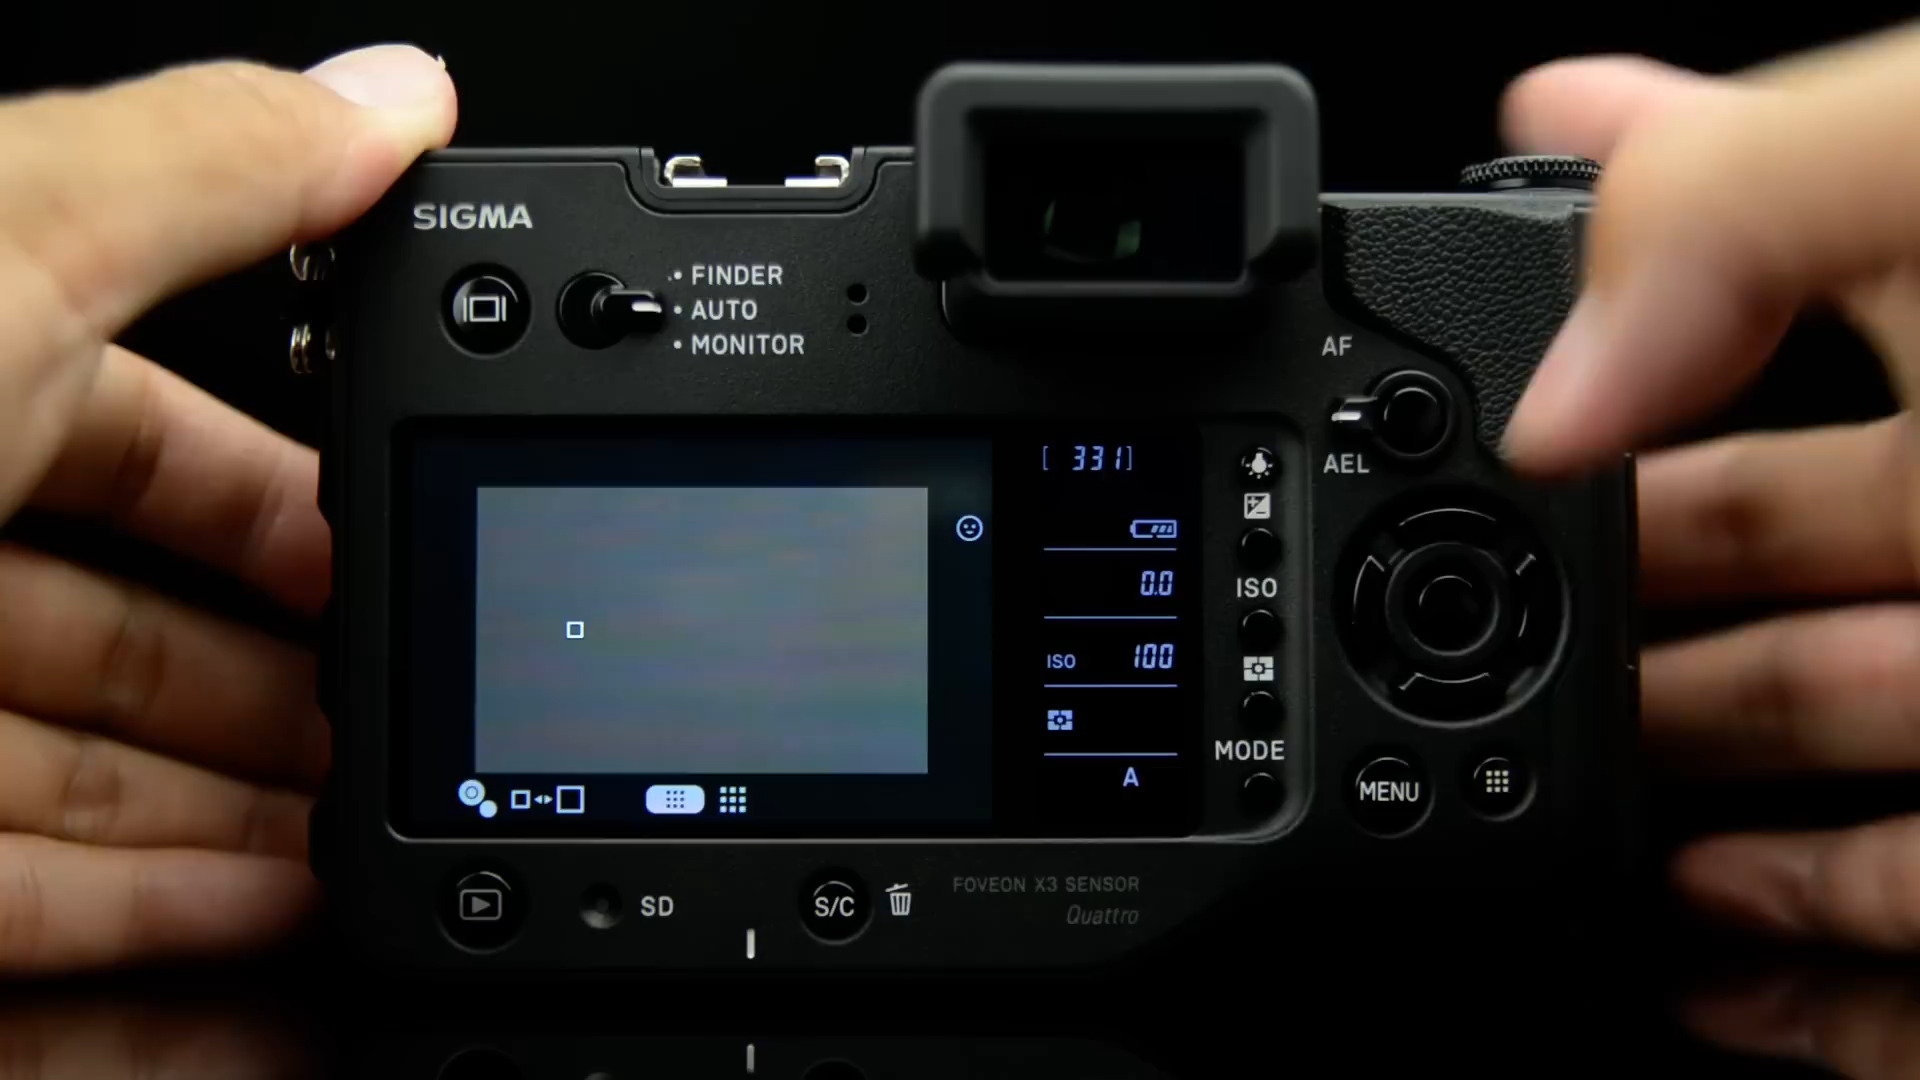 SIGMA
• FINDER
• AUTO
• MONITOR
AF
AEL
[ 331]
0.0
ISO
ISO 100
MODE
A
MENU
SD
S/C
FOVEON X3 SENSOR
Quattro